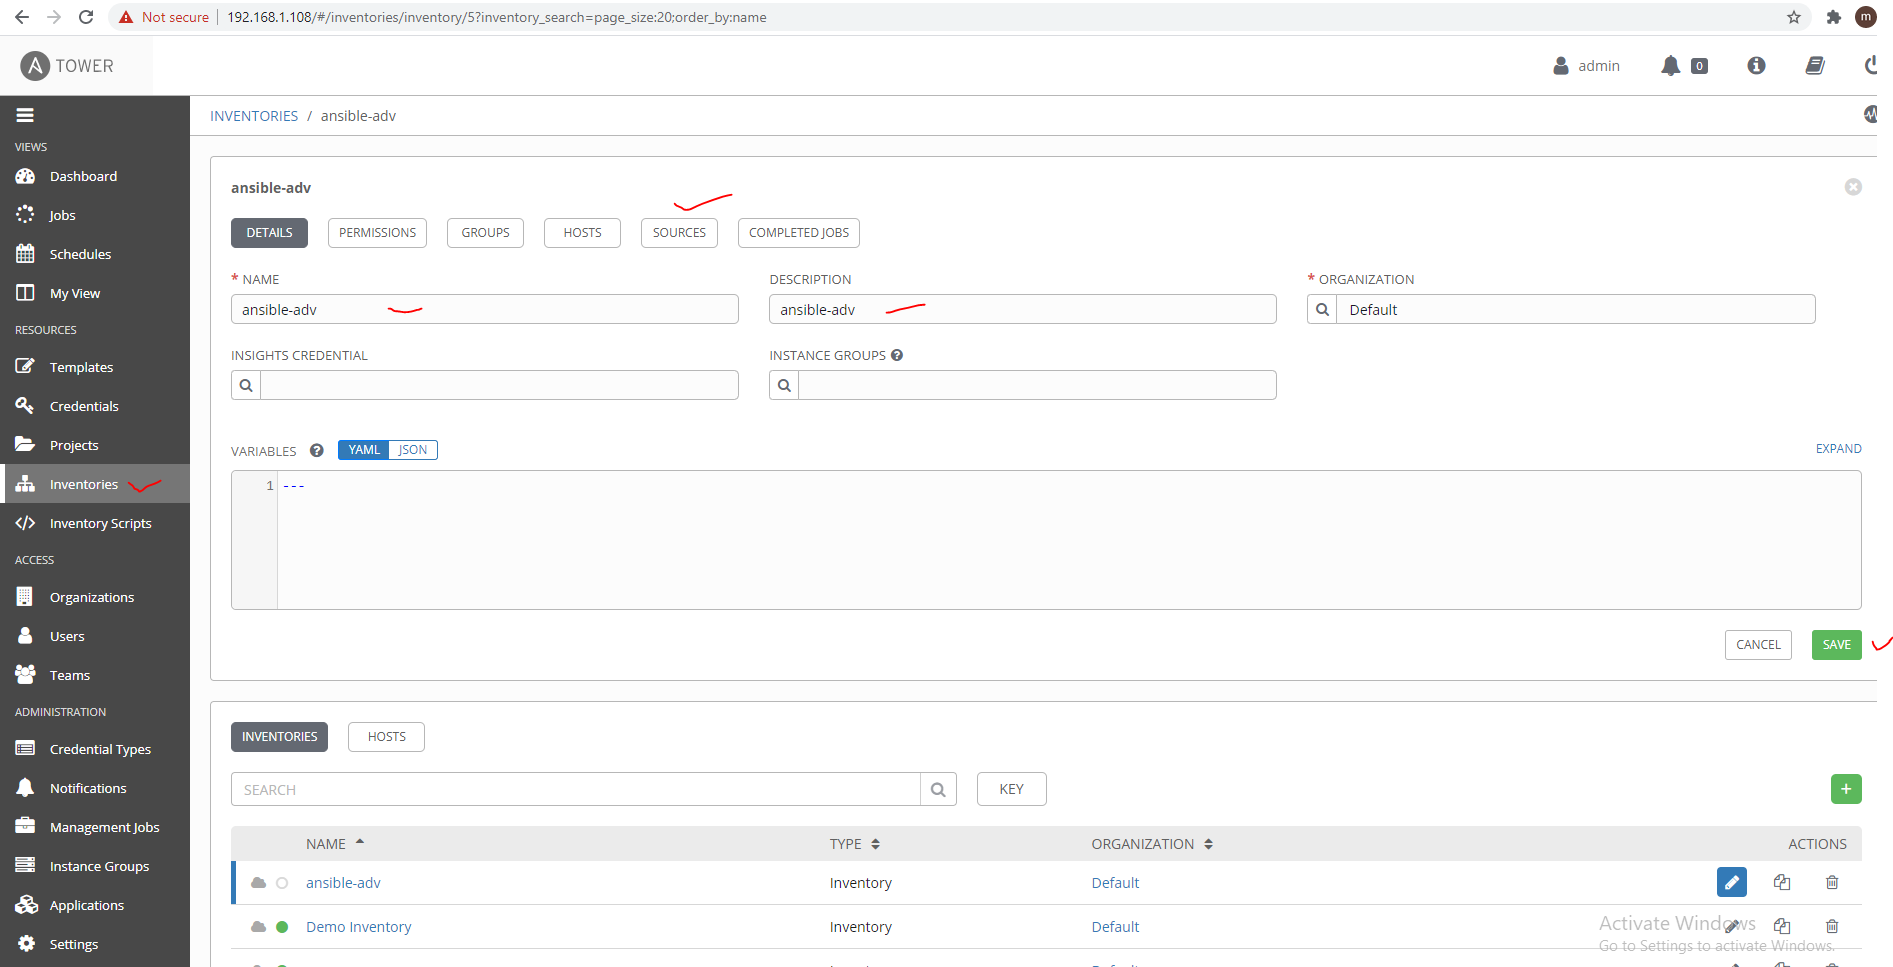 Not secure | 192.168.1.108/#/inventories/inventory/5?inventory_search=page_size:20;order_by:name
m
A TOWER
admin
0
VIEWS
Dashboard
Jobs
Schedules
My View
RESOURCES
Templates
Credentials
Projects
Inventories
Inventory Scripts
ACCESS
Organizations
Users
Teams
ADMINISTRATION
Credential Types
Notifications
Management Jobs
Instance Groups
Applications
Settings
INVENTORIES / ansible-adv
ansible-adv
DETAILS PERMISSIONS GROUPS HOSTS SOURCES COMPLETED JOBS
* NAME DESCRIPTION * ORGANIZATION
ansible-adv ansible-adv Default
INSIGHTS CREDENTIAL INSTANCE GROUPS ?
VARIABLES ? YAML JSON EXPAND
1 ---
CANCEL SAVE
INVENTORIES HOSTS
SEARCH KEY +
NAME TYPE ORGANIZATION ACTIONS
ansible-adv Inventory Default
Demo Inventory Inventory Default
Activate Windows
Go to Settings to activate Windows.